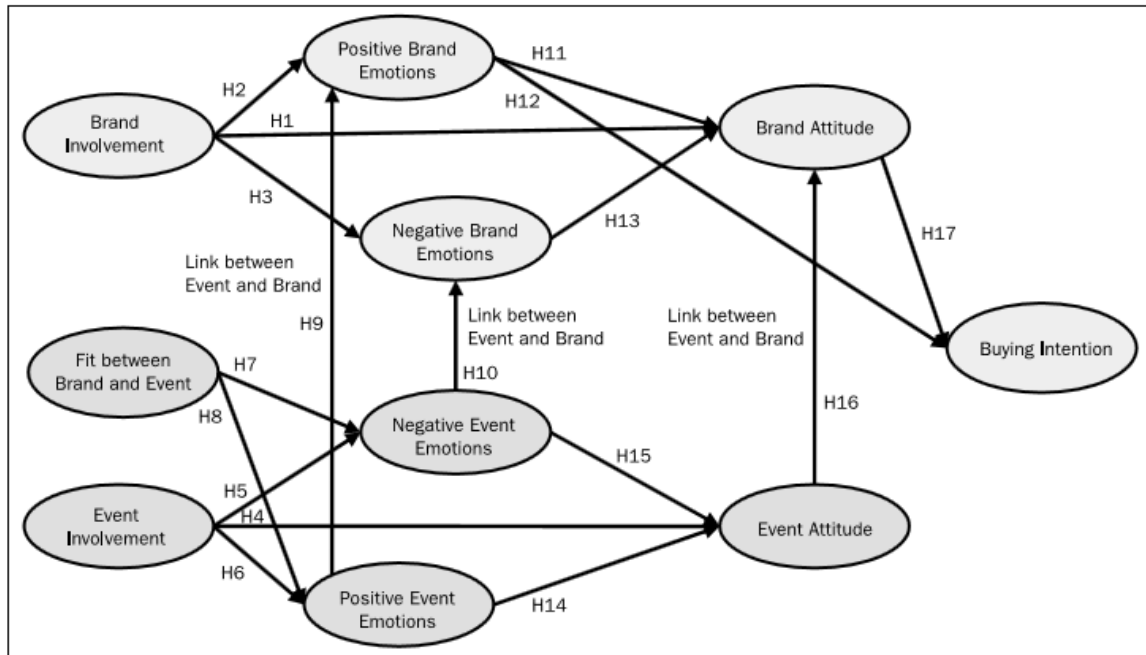 Positive Brand
Emotions
H11
H2
H12
Brand
Involvement
H1
Brand Attitude
H3
Negative Brand
Emotions
H13
H17
Link between
Event and Brand
Link between
Event and Brand
Link between
Event and Brand
H9
Fit between
Brand and Event
H7
H10
Buying Intention
H8
Negative Event
Emotions
H16
H15
H5
Event
Involvement
H4
Event Attitude
H6
Positive Event
Emotions
H14